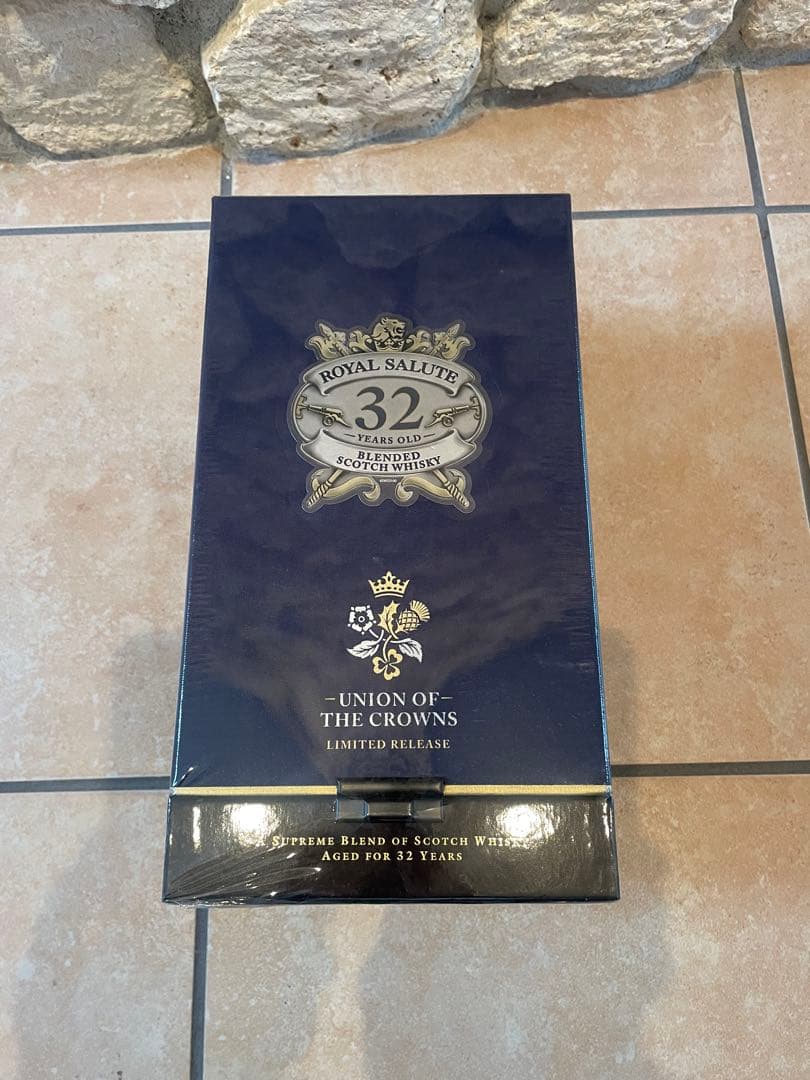 ROYAL SALUTE
32
YEARS OLD
BLENDED
SCOTCH WHISKY
UNION OF
THE CROWNS
LIMITED RELEASE
A SUPREME BLEND OF SCOTCH
AGED FOR 32 YEARS